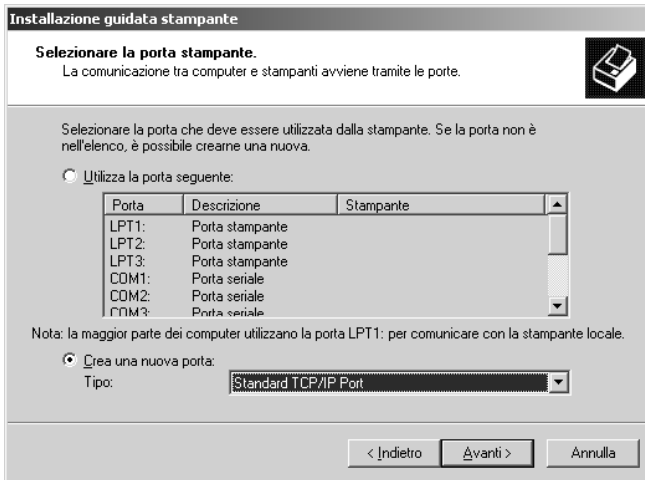 Installazione guidata stampante
Selezionare la porta stampante.
La comunicazione tra computer e stampanti avviene tramite le porte.
Selezionare la porta che deve essere utilizzata dalla stampante. Se la porta non è
nell'elenco, è possibile crearne una nuova.
Utilizza la porta seguente:
Porta Descrizione Stampante
LPT1: Porta stampante
LPT2: Porta stampante
LPT3: Porta stampante
COM1: Porta seriale
COM2: Porta seriale
COM3: Porta seriale
Nota: la maggior parte dei computer utilizzano la porta LPT1: per comunicare con la stampante locale.
Crea una nuova porta:
Tipo: Standard TCP/IP Port
< Indietro Avanti > Annulla